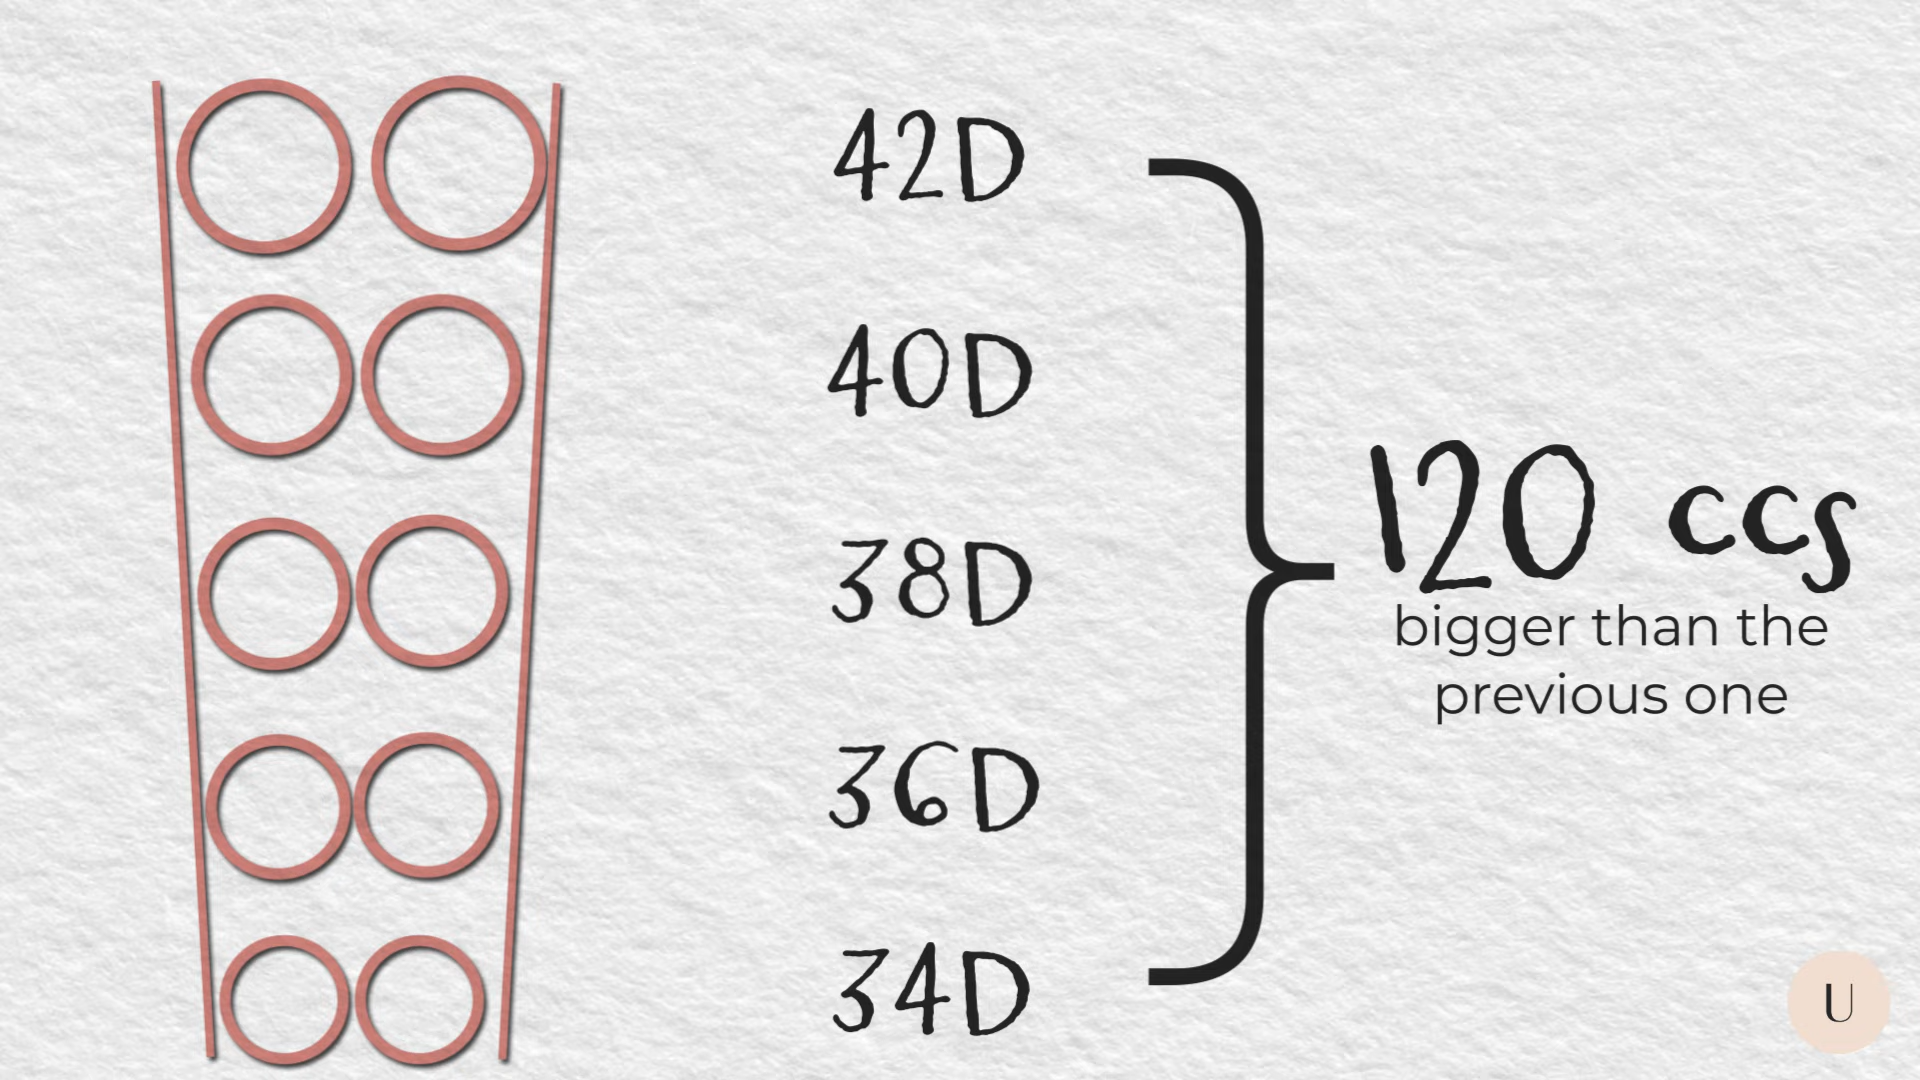 42D
40D
38D
36D
34D
120 ccs
bigger than the
previous one
U